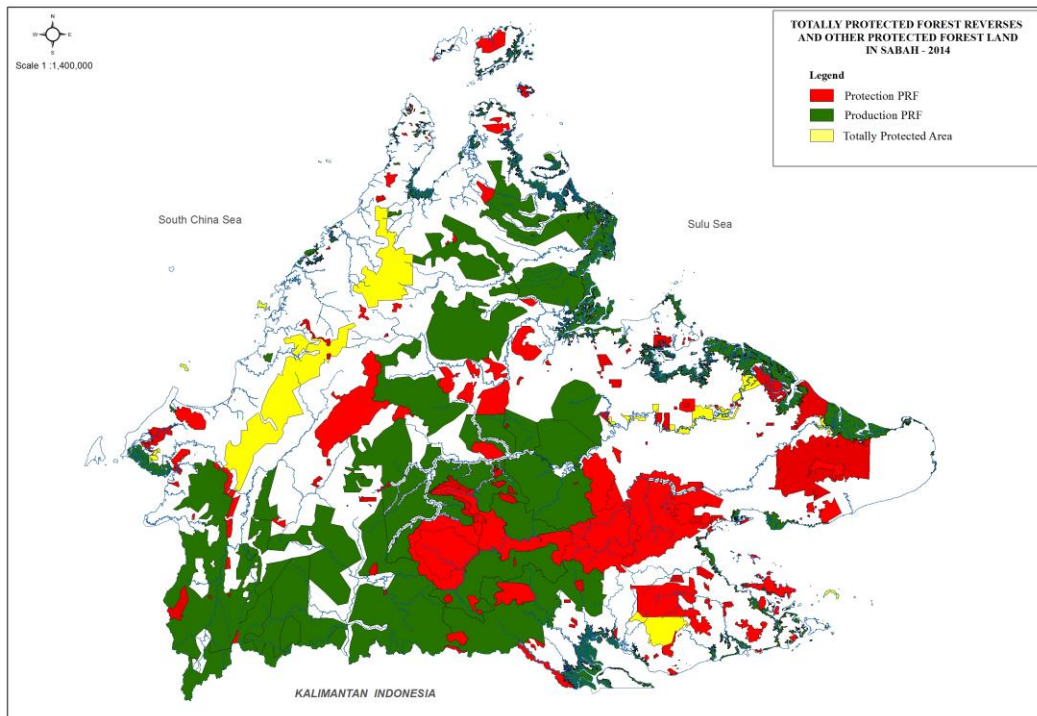 N
W E
S
Scale 1 :1,400,000
TOTALLY PROTECTED FOREST REVERSES
AND OTHER PROTECTED FOREST LAND
IN SABAH - 2014
Legend
Protection PRF
Production PRF
Totally Protected Area
South China Sea
Sulu Sea
KALIMANTAN INDONESIA